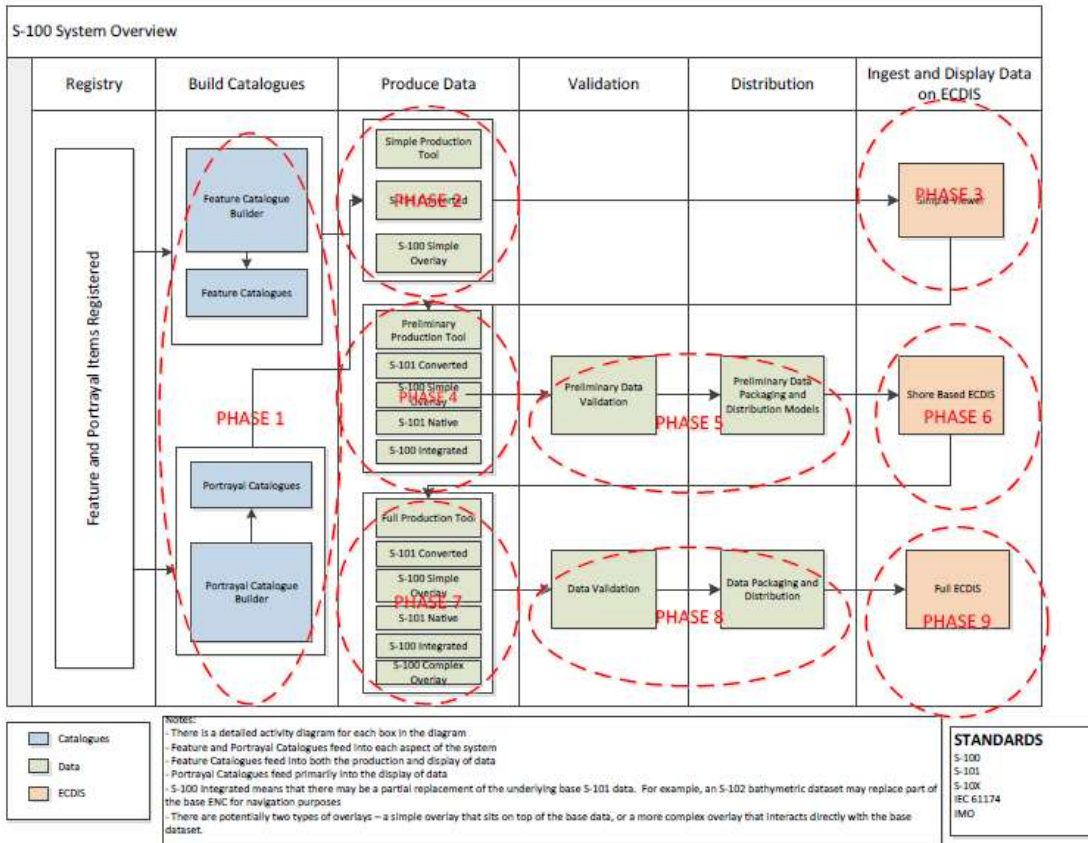 S-100 System Overview
Registry
Build Catalogues
Produce Data
Validation
Distribution
Ingest and Display Data
on ECDIS
Feature and Portrayal Items Registered
Feature Catalogue
Builder
Feature Catalogues
PHASE 1
Portrayal Catalogues
Portrayal Catalogue
Builder
Simple Production
Tool
PHASE 2
S-100 Simple
Overlay
Simple Viewer
PHASE 3
Preliminary
Production Tool
S-101 Converted
S-100 Simple
Overlay
PHASE 4
S-101 Native
S-100 Integrated
Preliminary Data
Validation
Preliminary Data
Packaging and
Distribution Models
PHASE 5
Shore Based ECDIS
PHASE 6
Full Production Tool
S-101 Converted
S-100 Simple
Overlay
PHASE 7
S-101 Native
S-100 Integrated
S-100 Complex
Overlay
Data Validation
Data Packaging and
Distribution
PHASE 8
Full ECDIS
PHASE 9
Catalogues
Data
ECDIS
Notes:
- There is a detailed activity diagram for each box in the diagram
- Feature and Portrayal Catalogues feed into each aspect of the system
- Feature Catalogues feed into both the production and display of data
- Portrayal Catalogues feed primarily into the display of data
- S-100 Integrated means that there may be a partial replacement of the underlying base S-101 data. For example, an S-102 bathymetric dataset may replace part of
the base ENC for navigation purposes
- There are potentially two types of overlays – a simple overlay that sits on top of the base data, or a more complex overlay that interacts directly with the base
dataset.
STANDARDS
S-100
S-101
S-10X
IEC 61174
IMO